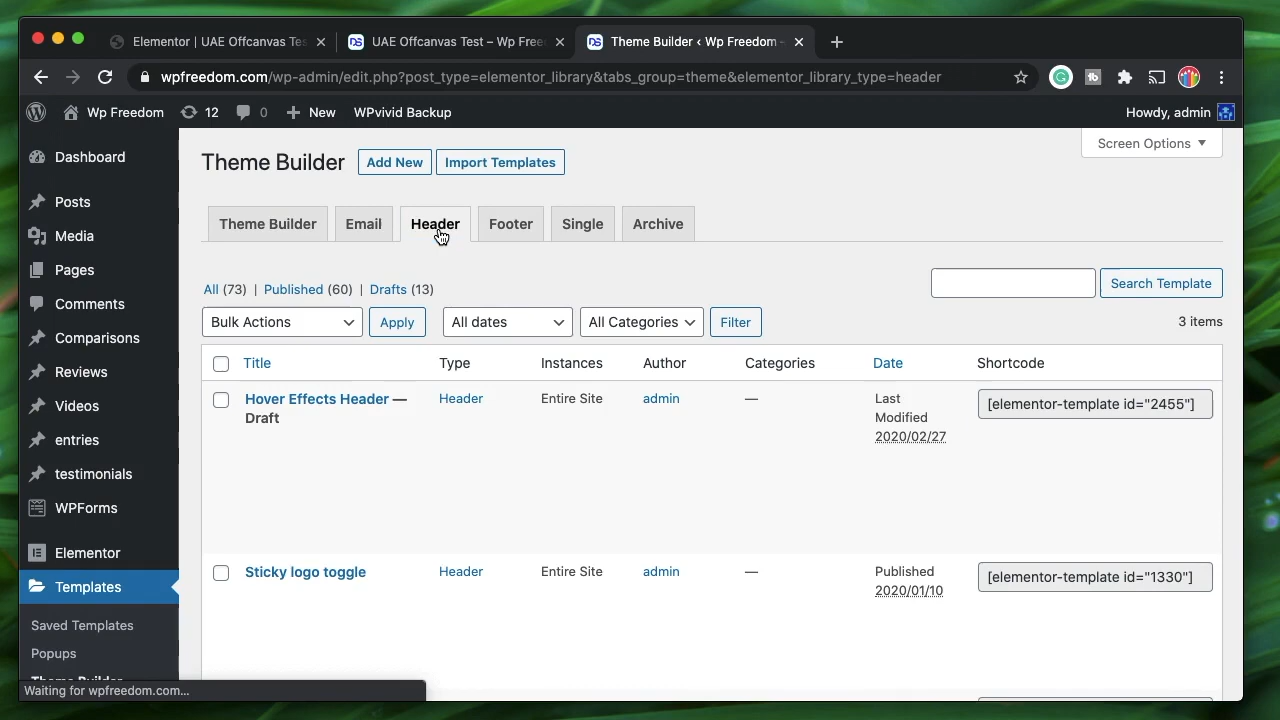 Elementor | UAE Offcanvas Tes
UAE Offcanvas Test – Wp Free
Theme Builder ‹ Wp Freedom -
wpfreedom.com/wp-admin/edit.php?post_type=elementor_library&tabs_group=theme&elementor_library_type=header
Wp Freedom 12 0 New WPvivid Backup Howdy, admin
Dashboard
Posts
Media
Pages
Comments
Comparisons
Reviews
Videos
entries
testimonials
WPForms
Elementor
Templates
Saved Templates
Popups
Theme Builder
Screen Options
Theme Builder Add New Import Templates
Theme Builder Email Header Footer Single Archive
All (73) | Published (60) | Drafts (13) Search Template
Bulk Actions Apply All dates All Categories Filter 3 items
Title Type Instances Author Categories Date Shortcode
Hover Effects Header — Draft Header Entire Site admin — Last Modified 2020/02/27 [elementor-template id="2455"]
Sticky logo toggle Header Entire Site admin — Published 2020/01/10 [elementor-template id="1330"]
Waiting for wpfreedom.com...